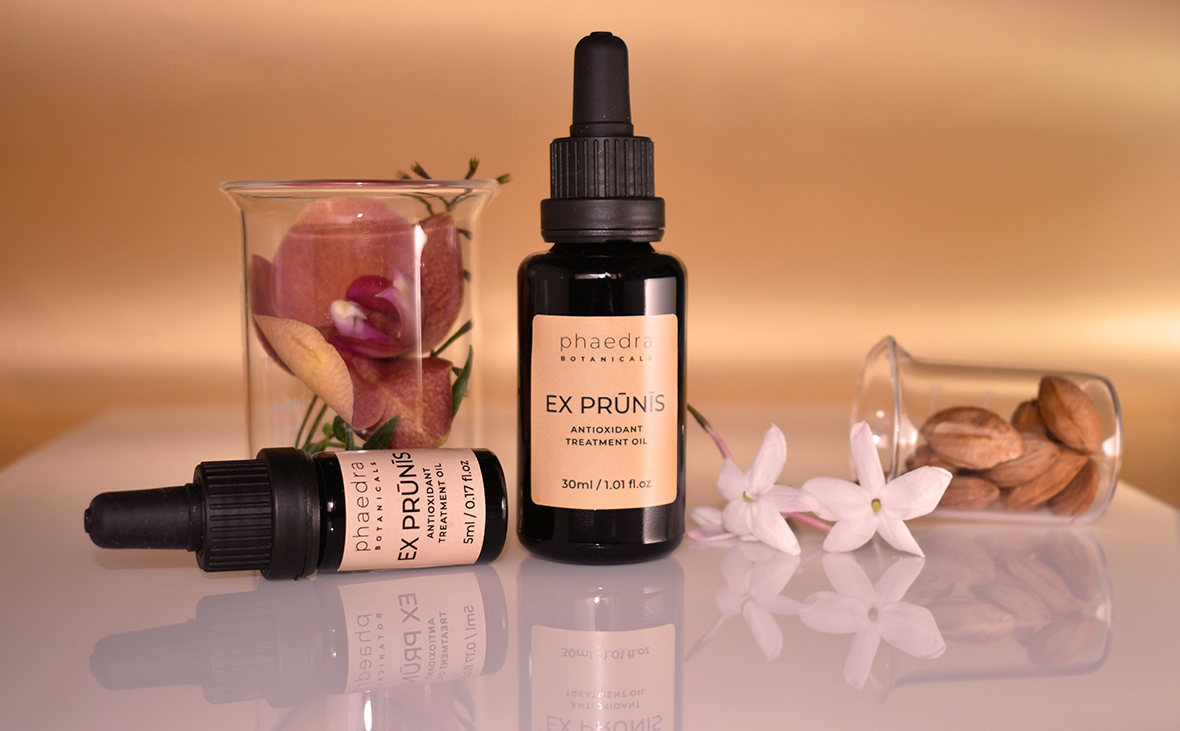 phaedra
BOTANICALS
EX PRŪNĪS
ANTIOXIDANT
TREATMENT OIL
30ml / 1.01 fl.oz
phaedra
BOTANICALS
EX PRŪNĪS
ANTIOXIDANT
TREATMENT OIL
5ml / 0.17 fl.oz